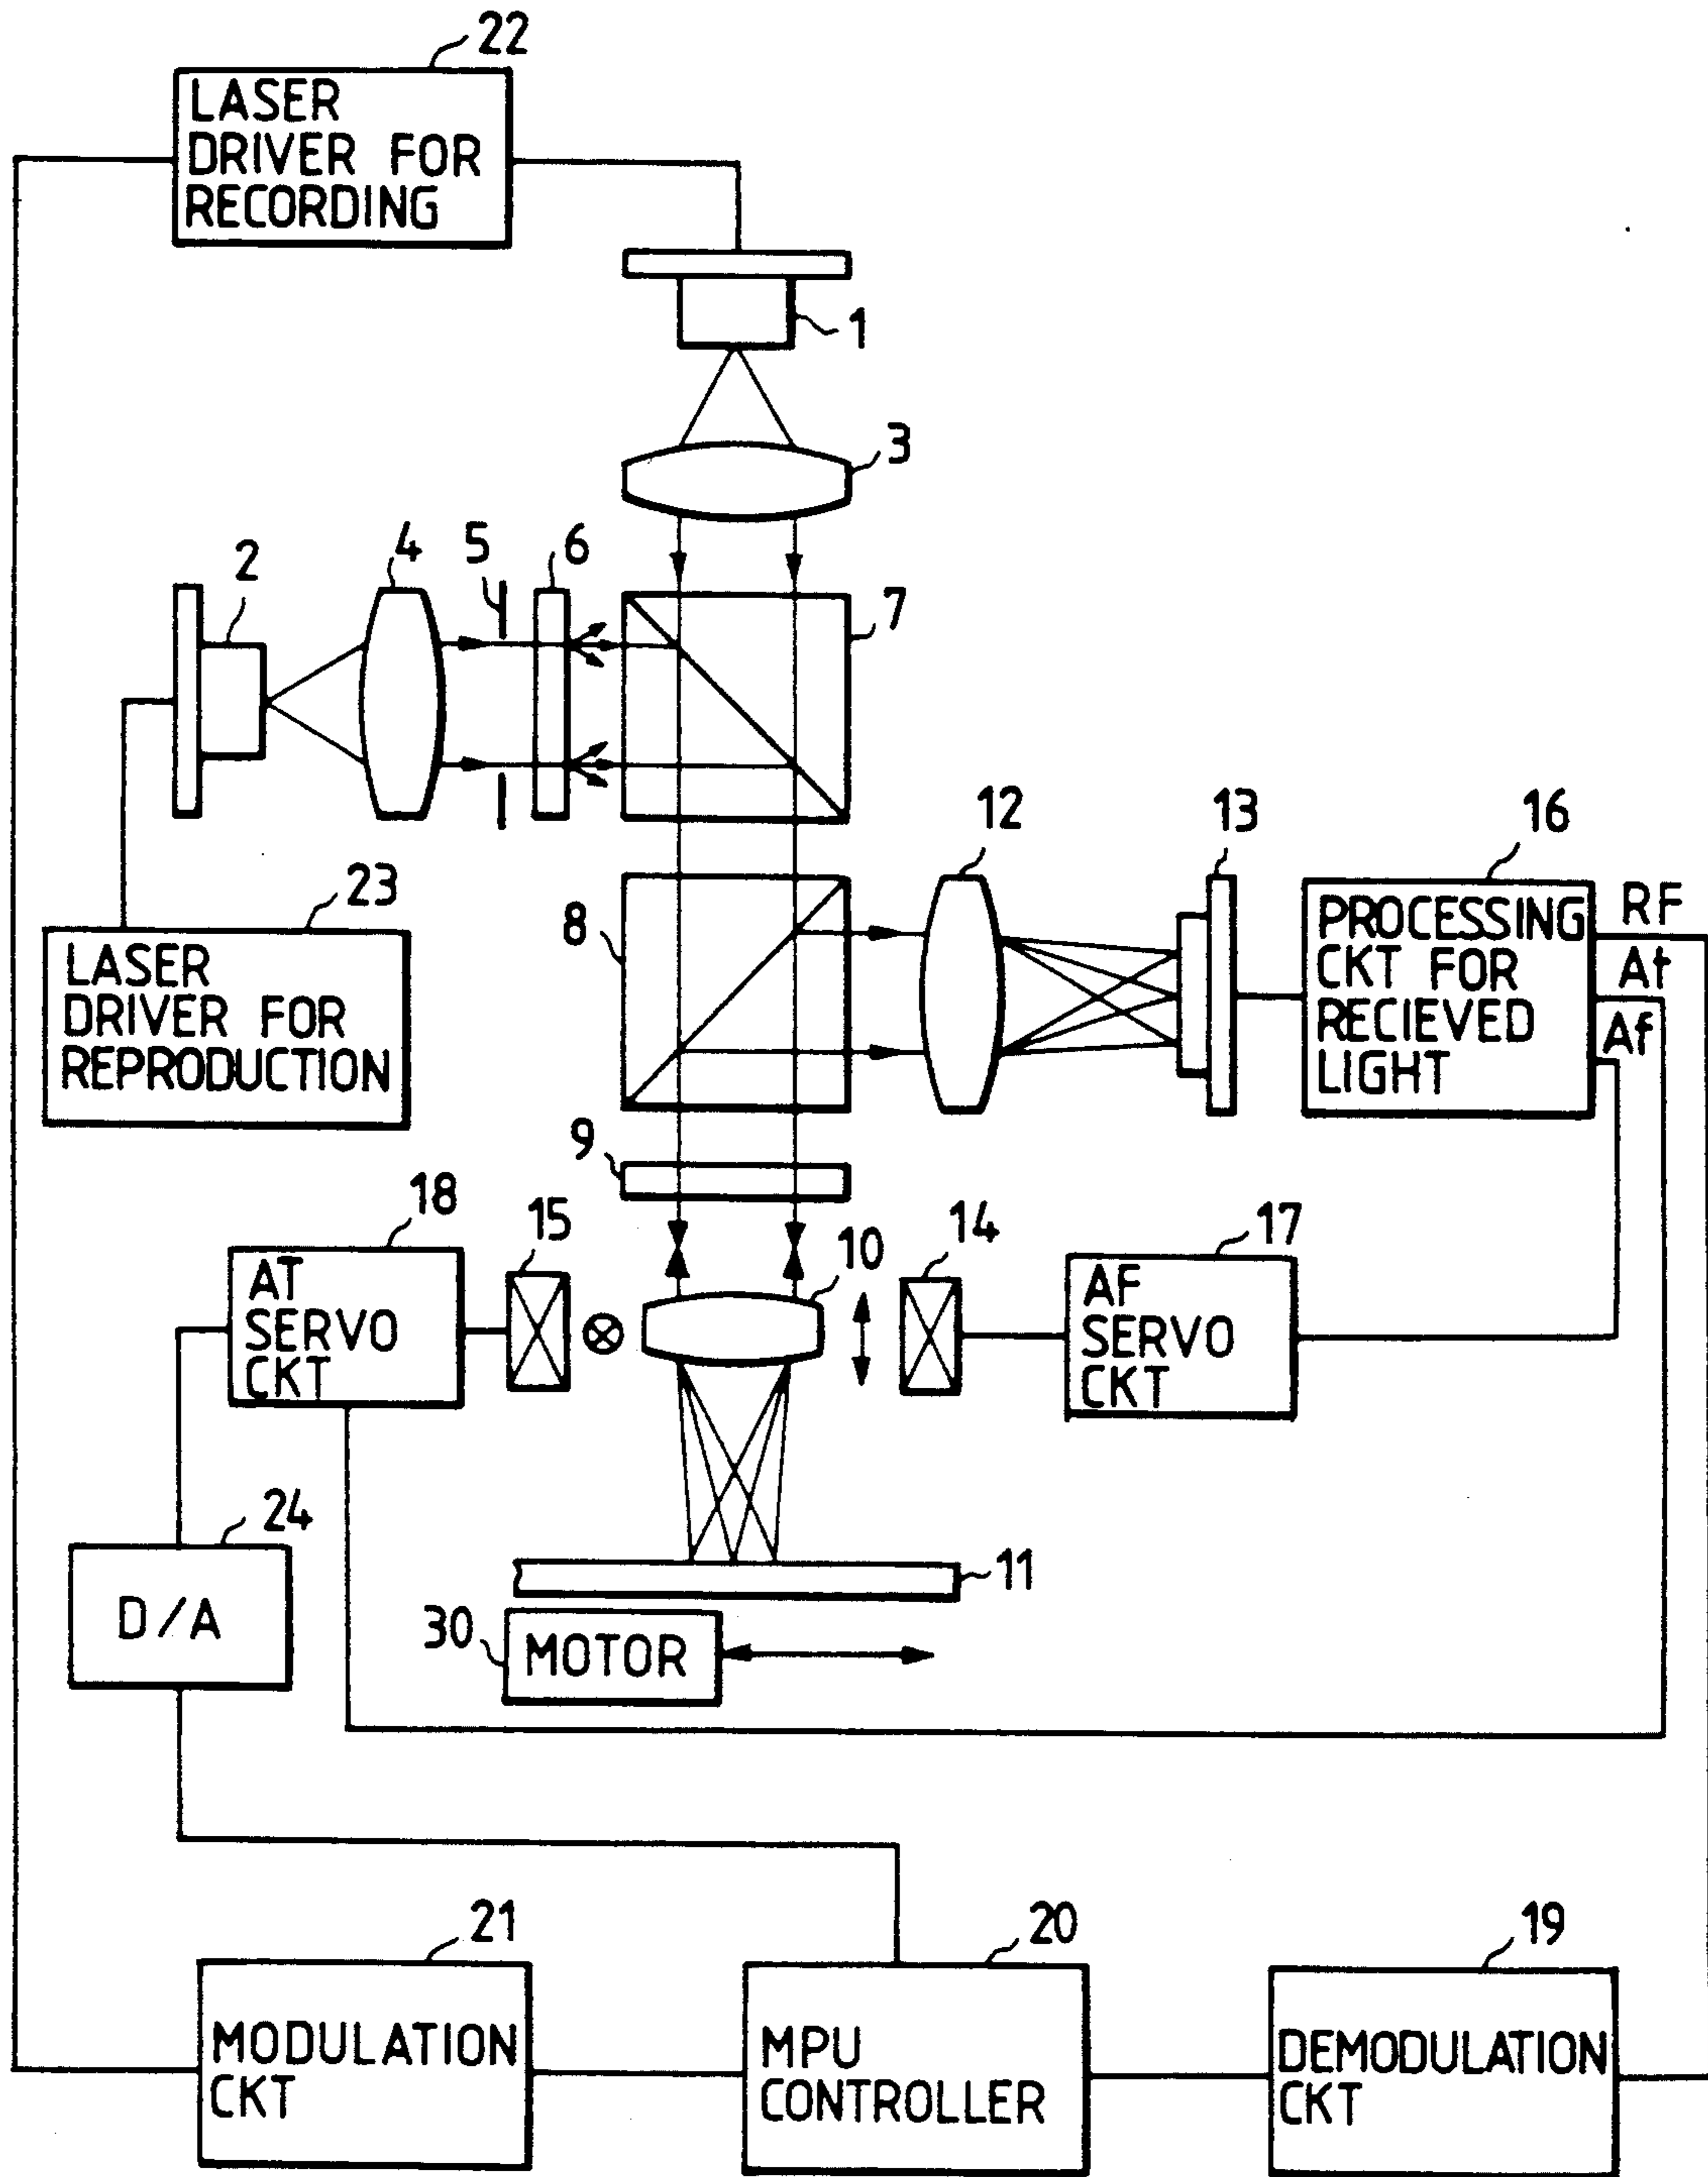 22
LASER
DRIVER FOR
RECORDING
1
3
2
4
5
6
7
12
13
16
23
8
PROCESSING
CKT FOR
RECIEVED
LIGHT
RF
At
Af
LASER
DRIVER FOR
REPRODUCTION
9
18
15
10
14
17
AT
SERVO
CKT
AF
SERVO
CKT
24
11
D/A
30
MOTOR
21
20
19
MODULATION
CKT
MPU
CONTROLLER
DEMODULATION
CKT